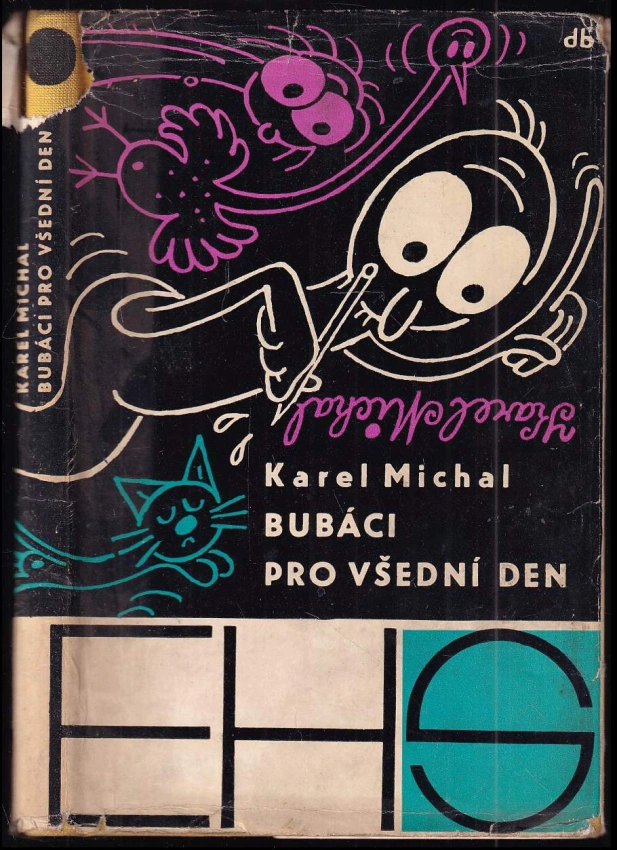 KAREL MICHAL
BUBÁCI PRO VŠEDNÍ DEN
db
Karel Michal
Karel Michal
BUBÁCI
PRO VŠEDNÍ DEN
EHS